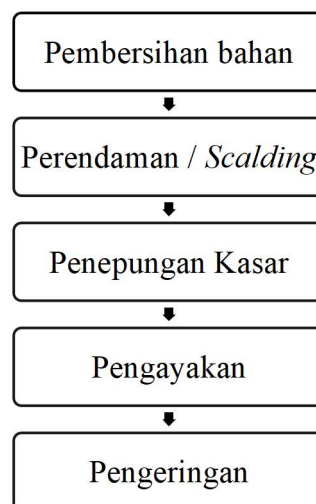 Pembersihan bahan
Perendaman / Scalding
Penepungan Kasar
Pengayakan
Pengeringan